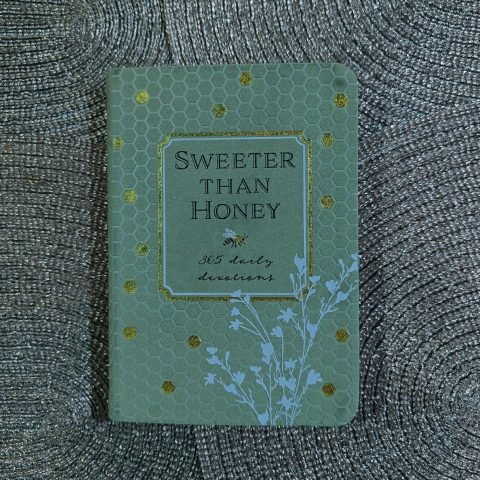 SWEETER
THAN
HONEY
365 daily
devotions